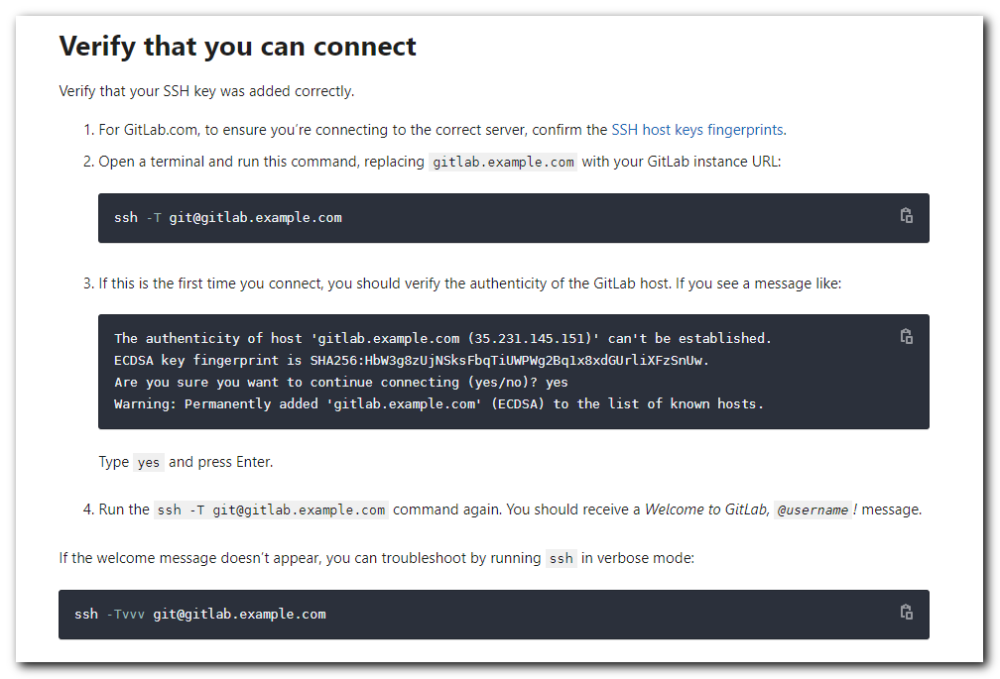 Verify that you can connect
Verify that your SSH key was added correctly.
1. For GitLab.com, to ensure you’re connecting to the correct server, confirm the SSH host keys fingerprints.
2. Open a terminal and run this command, replacing gitlab.example.com with your GitLab instance URL:
ssh -T git@gitlab.example.com
3. If this is the first time you connect, you should verify the authenticity of the GitLab host. If you see a message like:
The authenticity of host 'gitlab.example.com (35.231.145.151)' can't be established.
ECDSA key fingerprint is SHA256:HbW3g8zUjNSksFbqTiUWPWg2Bq1x8xdGUrliXFzSnUw.
Are you sure you want to continue connecting (yes/no)? yes
Warning: Permanently added 'gitlab.example.com' (ECDSA) to the list of known hosts.
Type yes and press Enter.
4. Run the ssh -T git@gitlab.example.com command again. You should receive a Welcome to GitLab, @username! message.
If the welcome message doesn’t appear, you can troubleshoot by running ssh in verbose mode:
ssh -Tvvv git@gitlab.example.com